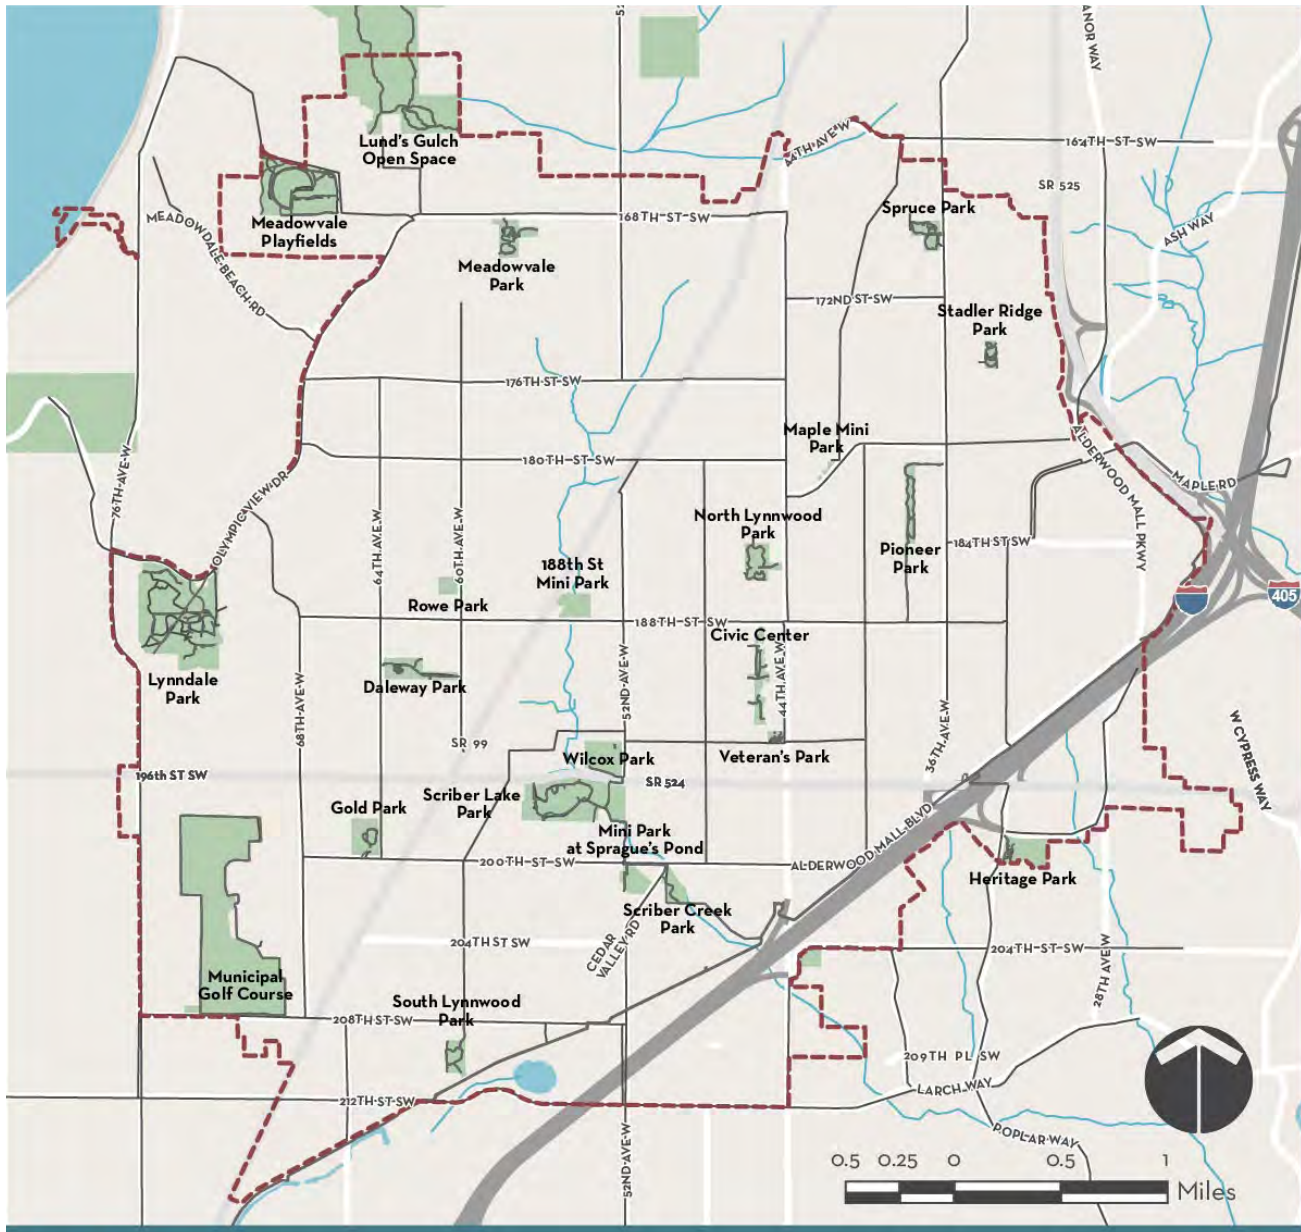 52
ANOR WAY
Lund's Gulch
Open Space
44TH AVE W
164TH ST SW
SR 525
ASH WAY
Meadowvale
Playfields
MEADOWDALE BEACH RD
168TH ST SW
Spruce Park
Meadowvale
Park
172ND ST SW
Stadler Ridge
Park
176TH ST SW
Maple Mini
Park
180TH ST SW
76TH AVE W
OLYMPIC VIEW DR
ALDERWOOD MALL PKWY
MAPLE RD
North Lynnwood
Park
64TH AVE W
60TH AVE W
188th St
Mini Park
Pioneer
Park
184TH ST SW
405
Rowe Park
188TH ST SW
Civic Center
Lynndale
Park
Daleway Park
68TH AVE W
52ND AVE W
44TH AVE W
36TH AVE W
SR 99
Wilcox Park
Veteran's Park
W CYPRESS WAY
196th ST SW
SR 524
Scriber Lake
Park
Gold Park
Mini Park
at Sprague's Pond
200TH ST SW
ALDERWOOD MALL BLVD
Heritage Park
Scriber Creek
Park
CEDAR
VALLEY RD
204TH ST SW
204TH ST SW
28TH AVE W
Municipal
Golf Course
South Lynnwood
Park
208TH ST SW
209TH PL SW
LARCH WAY
212TH ST SW
POPLAR WAY
52ND AVE W
0.5 0.25 0 0.5 1
Miles